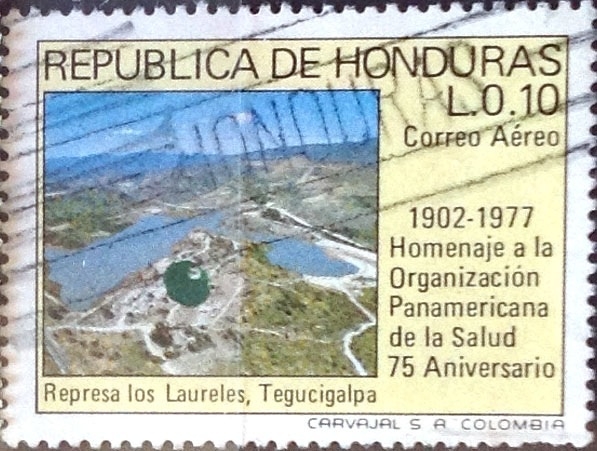 REPUBLICA DE HONDURAS
L.0.10
Correo Aéreo
HONDURAS
1902-1977
Homenaje a la
Organización
Panamericana
de la Salud
75 Aniversario
Represa los Laureles, Tegucigalpa
CARVAJAL S. A. COLOMBIA